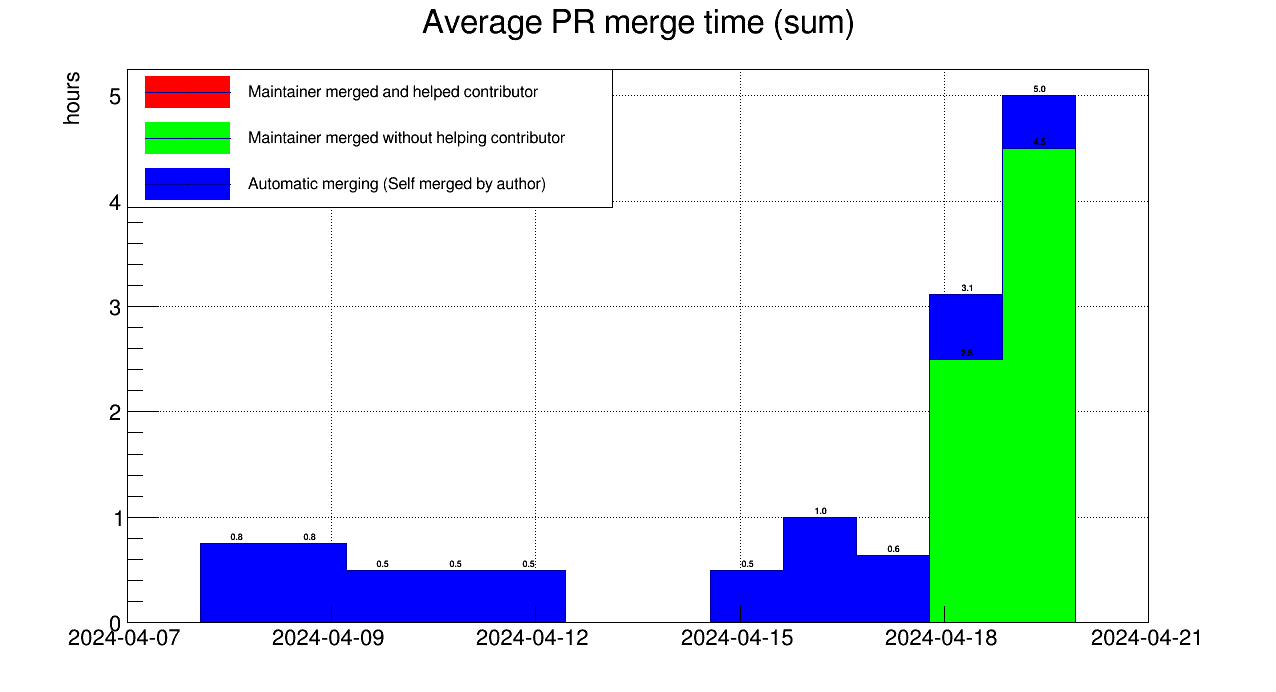 Average PR merge time (sum)
hours
Maintainer merged and helped contributor
Maintainer merged without helping contributor
Automatic merging (Self merged by author)
5
4
3
2
1
0
5.0
4.5
3.1
2.5
1.0
0.8 0.8 0.5 0.5 0.5 0.5 0.6
2024-04-07 2024-04-09 2024-04-12 2024-04-15 2024-04-18 2024-04-21